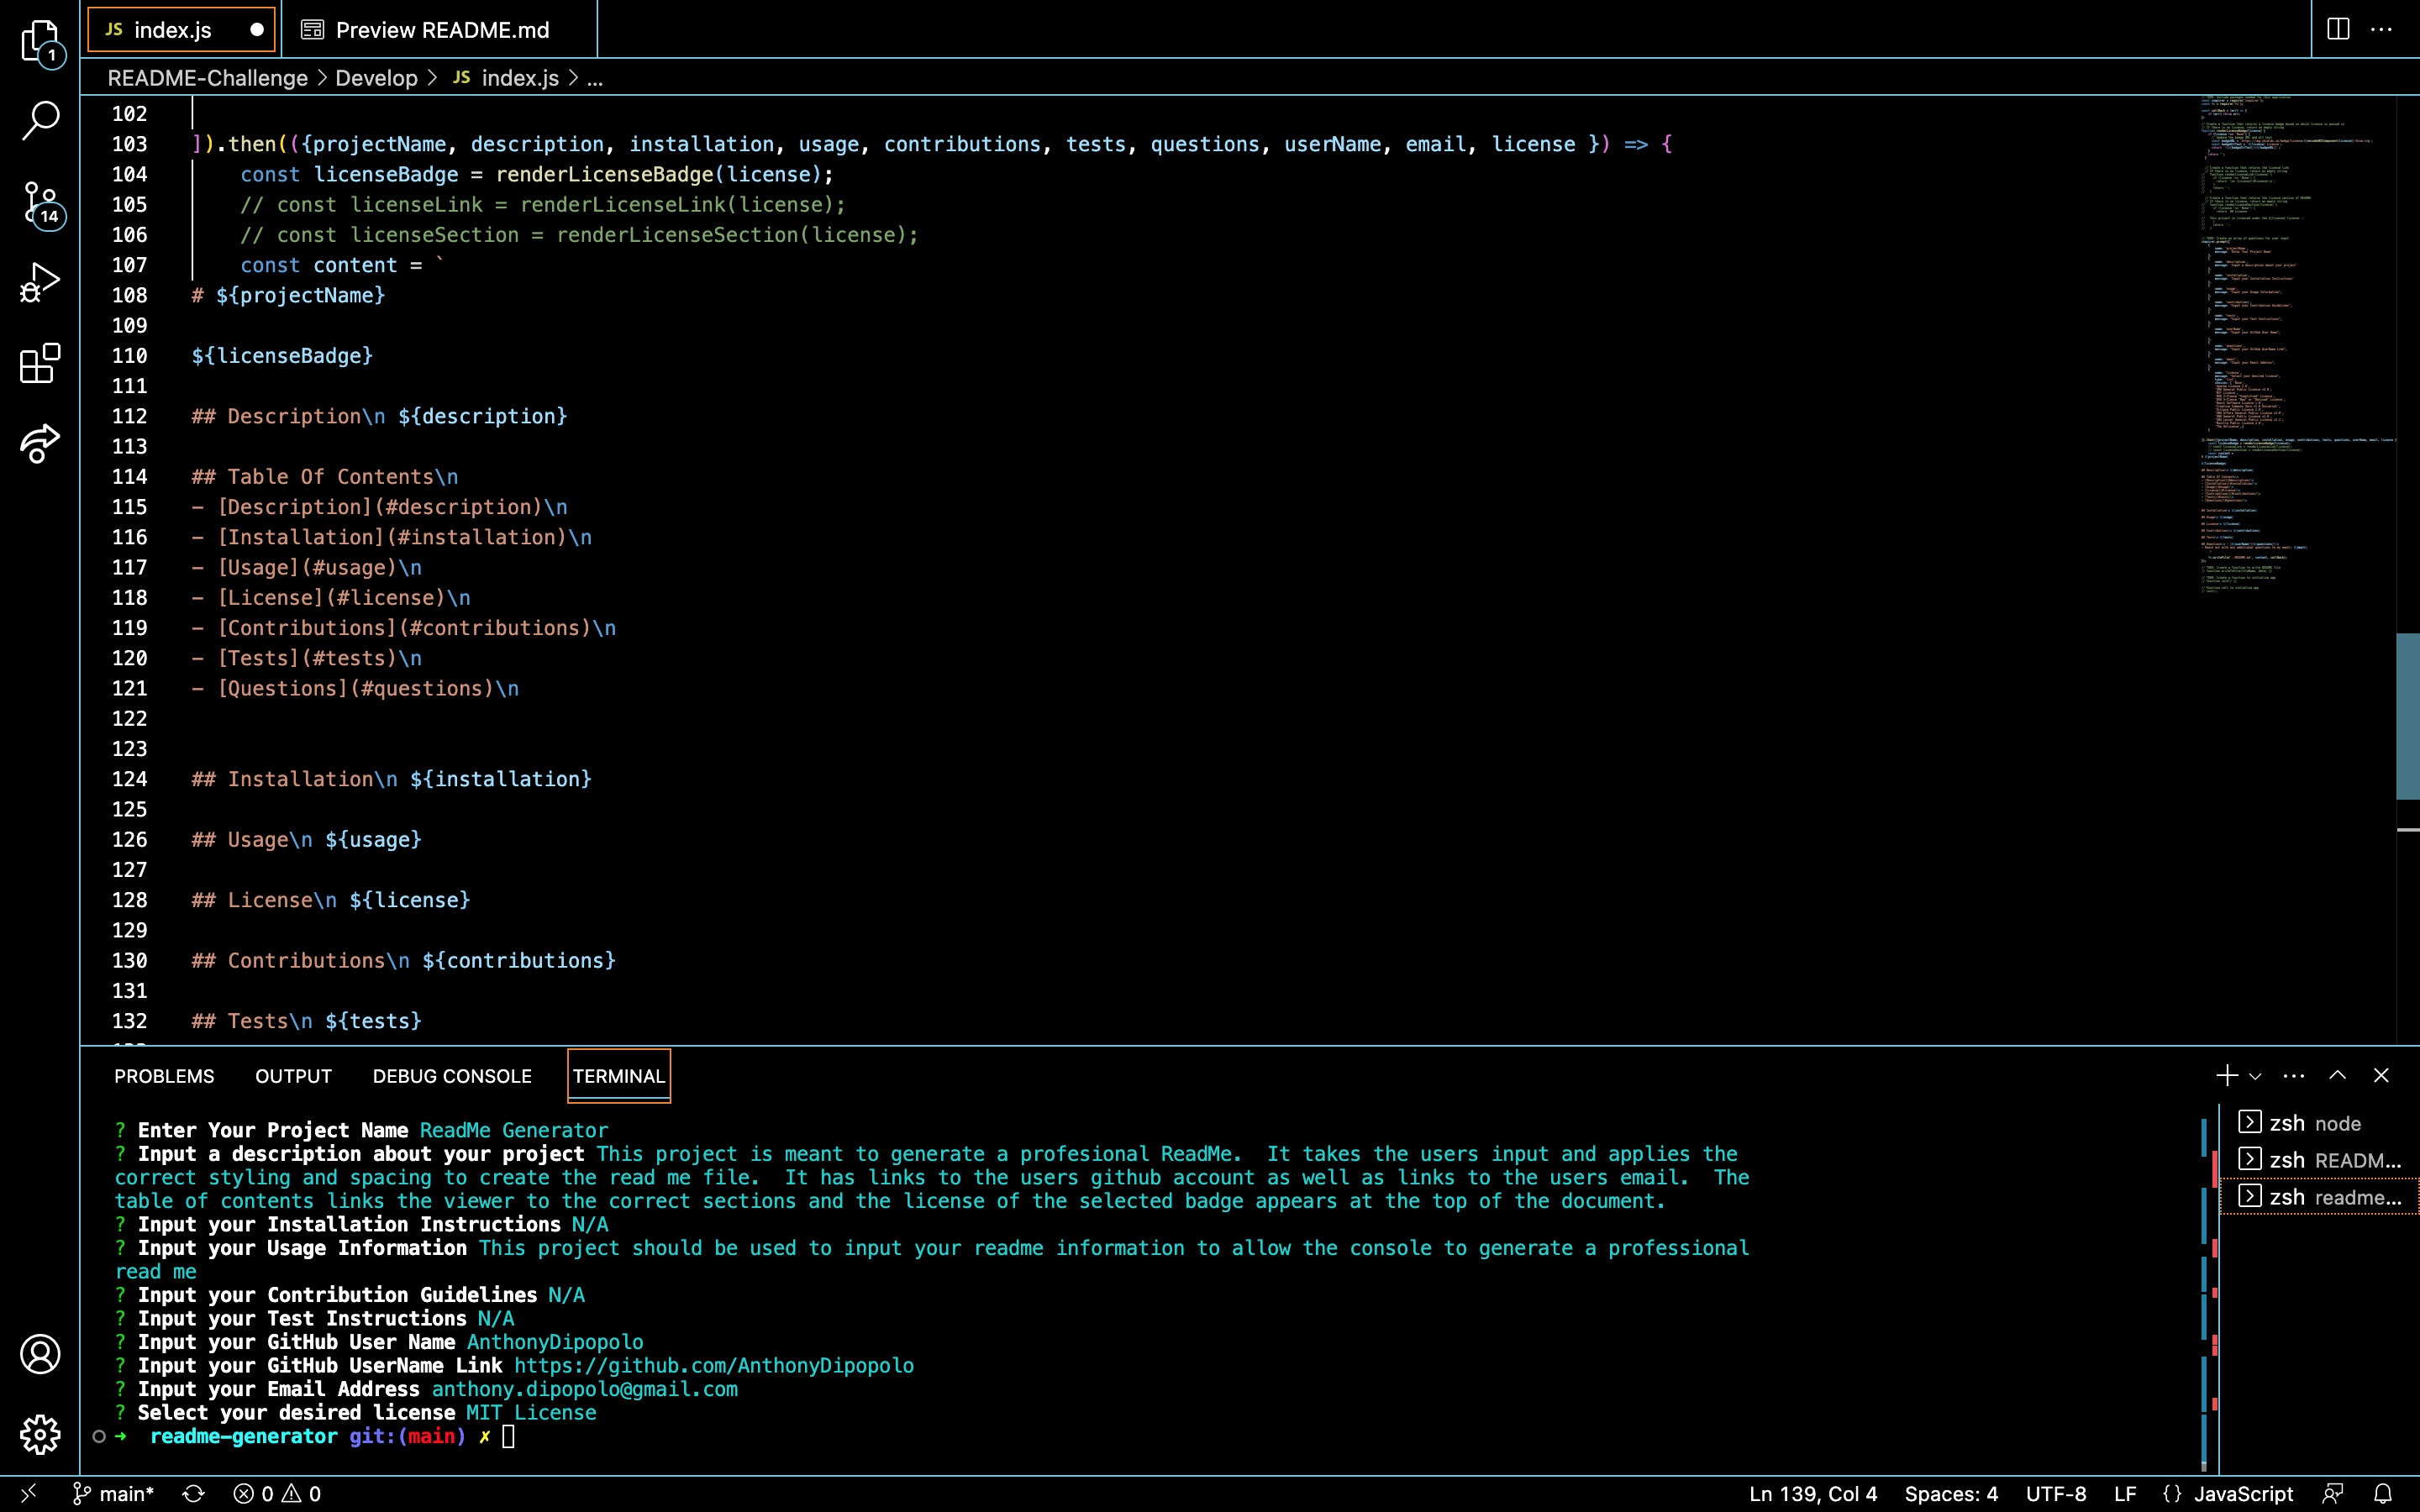 JS index.js
Preview README.md
1
README-Challenge > Develop > JS index.js > ...
14
102
103 ]).then(({projectName, description, installation, usage, contributions, tests, questions, userName, email, license }) => {
104 const licenseBadge = renderLicenseBadge(license);
105 // const licenseLink = renderLicenseLink(license);
106 // const licenseSection = renderLicenseSection(license);
107 const content = `
108 # ${projectName}
109
110 ${licenseBadge}
111
112 ## Description\n ${description}
113
114 ## Table Of Contents\n
115 - [Description](#description)\n
116 - [Installation](#installation)\n
117 - [Usage](#usage)\n
118 - [License](#license)\n
119 - [Contributions](#contributions)\n
120 - [Tests](#tests)\n
121 - [Questions](#questions)\n
122
123
124 ## Installation\n ${installation}
125
126 ## Usage\n ${usage}
127
128 ## License\n ${license}
129
130 ## Contributions\n ${contributions}
131
132 ## Tests\n ${tests}
PROBLEMS OUTPUT DEBUG CONSOLE TERMINAL
? Enter Your Project Name ReadMe Generator
? Input a description about your project This project is meant to generate a profesional ReadMe.  It takes the users input and applies the
correct styling and spacing to create the read me file.  It has links to the users github account as well as links to the users email.  The
table of contents links the viewer to the correct sections and the license of the selected badge appears at the top of the document.
? Input your Installation Instructions N/A
? Input your Usage Information This project should be used to input your readme information to allow the console to generate a professional
read me
? Input your Contribution Guidelines N/A
? Input your Test Instructions N/A
? Input your GitHub User Name AnthonyDipopolo
? Input your GitHub UserName Link https://github.com/AnthonyDipopolo
? Input your Email Address anthony.dipopolo@gmail.com
? Select your desired license MIT License
➜ readme-generator git:(main) ✗
zsh node
zsh READM...
zsh readme...
main* 0 0
Ln 139, Col 4 Spaces: 4 UTF-8 LF {} JavaScript